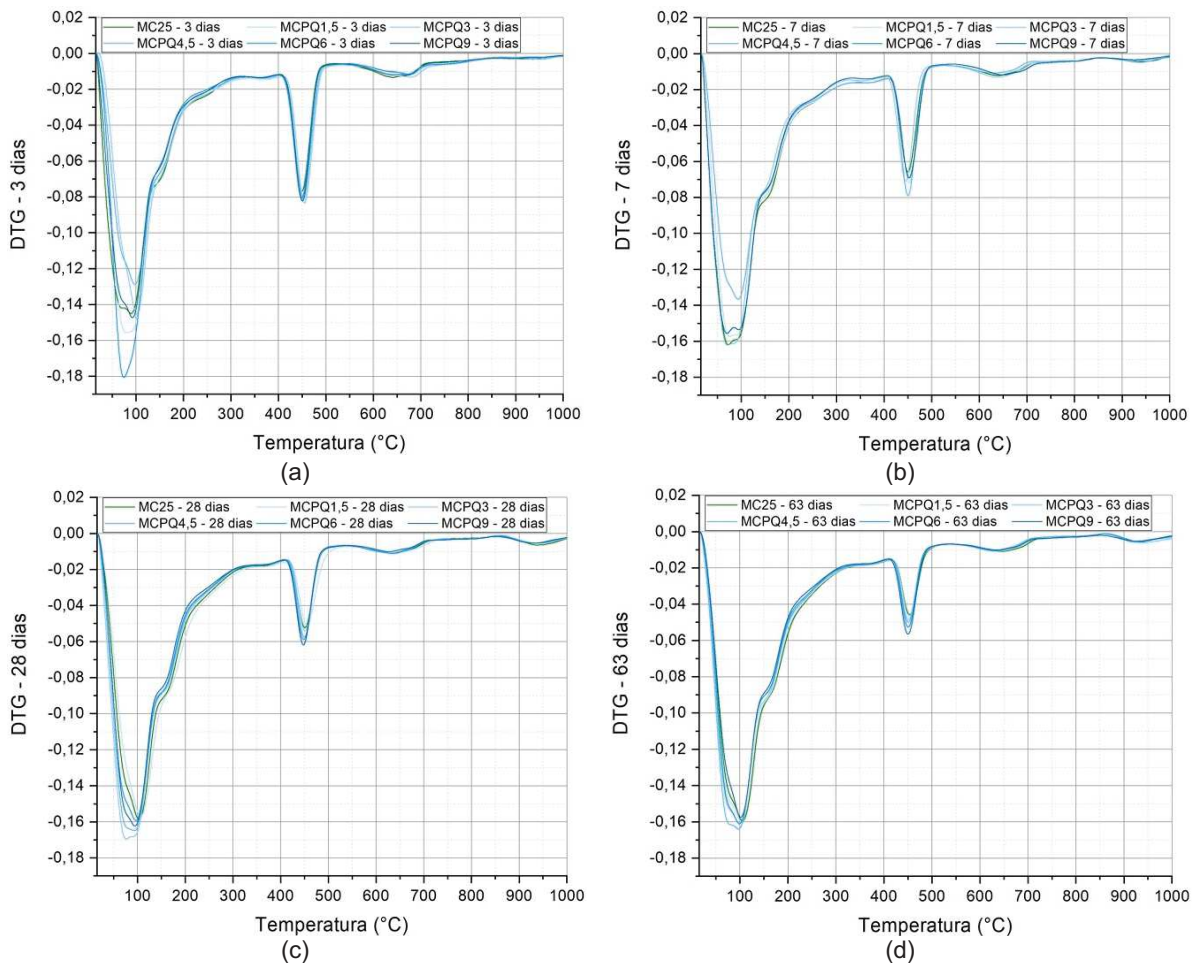 MC25 - 3 dias MCPQ1,5 - 3 dias MCPQ3 - 3 dias
MCPQ4,5 - 3 dias MCPQ6 - 3 dias MCPQ9 - 3 dias
0,02
0,00
-0,02
-0,04
-0,06
-0,08
-0,10
-0,12
-0,14
-0,16
-0,18
DTG - 3 dias
100 200 300 400 500 600 700 800 900 1000
Temperatura (°C)
(a)
MC25 - 7 dias MCPQ1,5 - 7 dias MCPQ3 - 7 dias
MCPQ4,5 - 7 dias MCPQ6 - 7 dias MCPQ9 - 7 dias
0,02
0,00
-0,02
-0,04
-0,06
-0,08
-0,10
-0,12
-0,14
-0,16
-0,18
DTG - 7 dias
100 200 300 400 500 600 700 800 900 1000
Temperatura (°C)
(b)
MC25 - 28 dias MCPQ1,5 - 28 dias MCPQ3 - 28 dias
MCPQ4,5 - 28 dias MCPQ6 - 28 dias MCPQ9 - 28 dias
0,02
0,00
-0,02
-0,04
-0,06
-0,08
-0,10
-0,12
-0,14
-0,16
-0,18
DTG - 28 dias
100 200 300 400 500 600 700 800 900 1000
Temperatura (°C)
(c)
MC25 - 63 dias MCPQ1,5 - 63 dias MCPQ3 - 63 dias
MCPQ4,5 - 63 dias MCPQ6 - 63 dias MCPQ9 - 63 dias
0,02
0,00
-0,02
-0,04
-0,06
-0,08
-0,10
-0,12
-0,14
-0,16
-0,18
DTG - 63 dias
100 200 300 400 500 600 700 800 900 1000
Temperatura (°C)
(d)